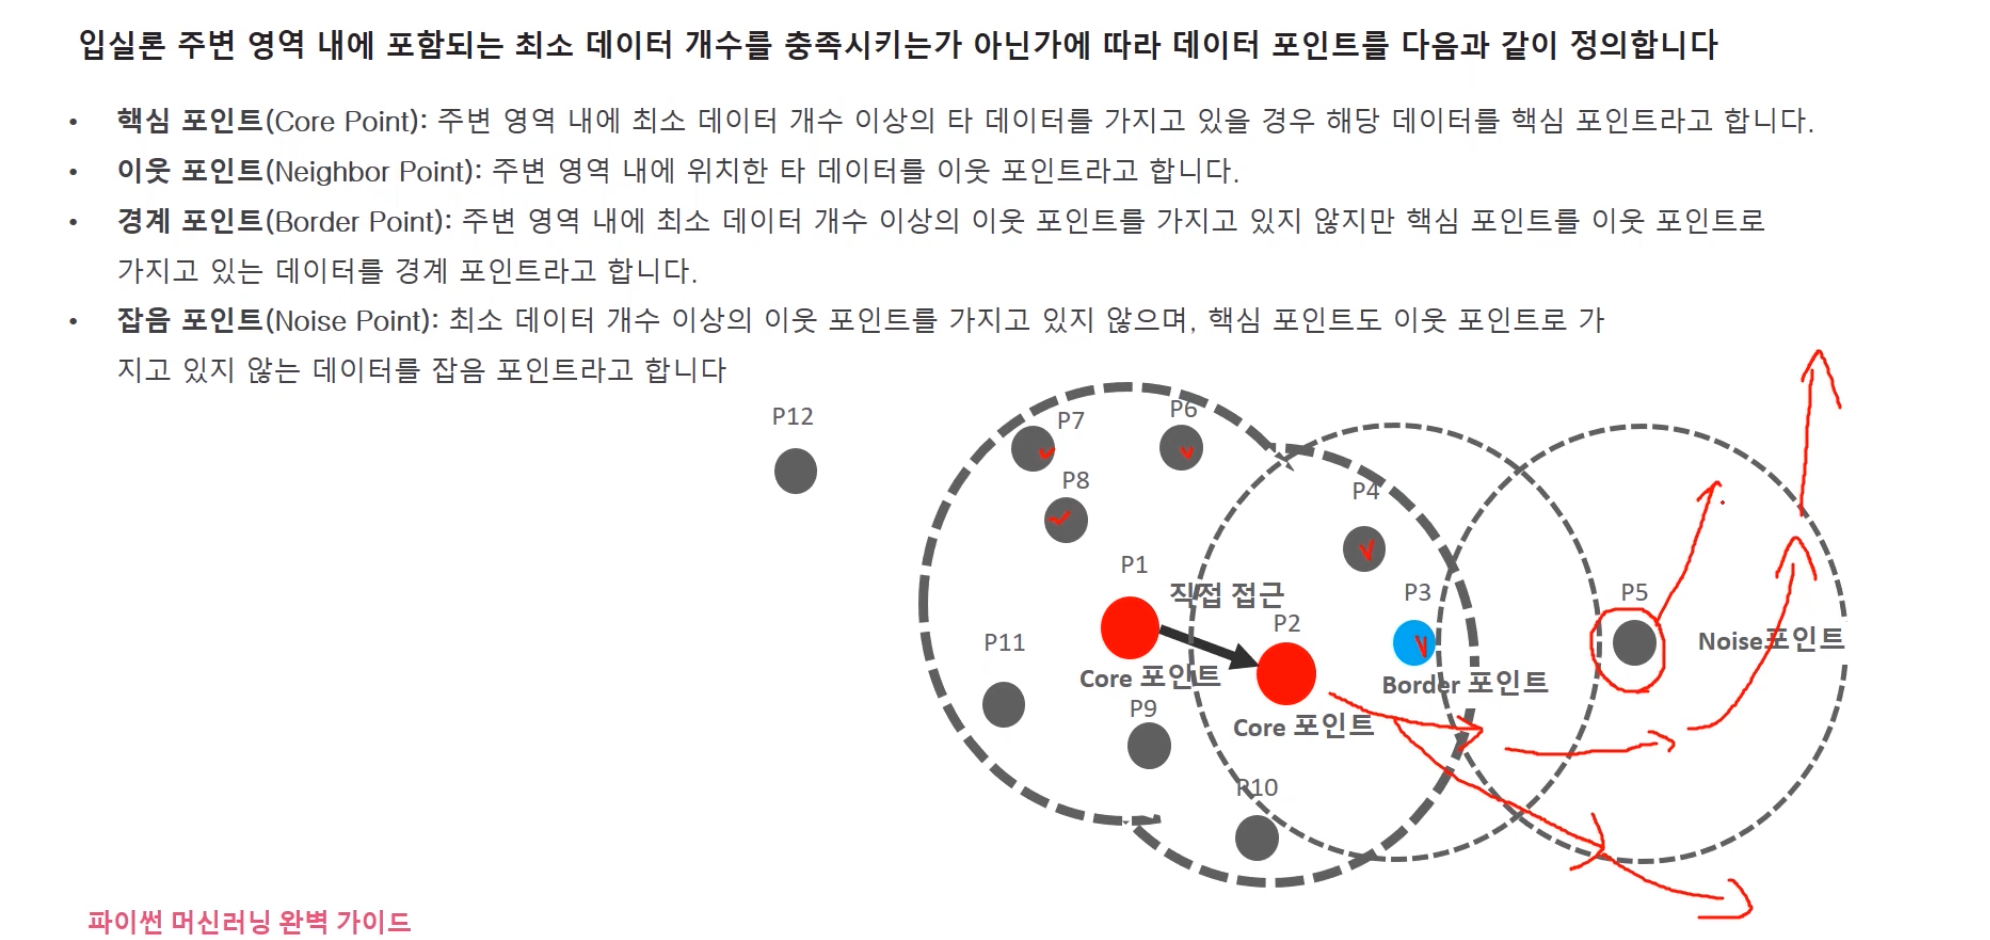 입실론 주변 영역 내에 포함되는 최소 데이터 개수를 충족시키는가 아닌가에 따라 데이터 포인트를 다음과 같이 정의합니다
• 핵심 포인트(Core Point): 주변 영역 내에 최소 데이터 개수 이상의 타 데이터를 가지고 있을 경우 해당 데이터를 핵심 포인트라고 합니다.
• 이웃 포인트(Neighbor Point): 주변 영역 내에 위치한 타 데이터를 이웃 포인트라고 합니다.
• 경계 포인트(Border Point): 주변 영역 내에 최소 데이터 개수 이상의 이웃 포인트를 가지고 있지 않지만 핵심 포인트를 이웃 포인트로
가지고 있는 데이터를 경계 포인트라고 합니다.
• 잡음 포인트(Noise Point): 최소 데이터 개수 이상의 이웃 포인트를 가지고 있지 않으며, 핵심 포인트도 이웃 포인트로 가
지고 있지 않는 데이터를 잡음 포인트라고 합니다
P12
P7
P6
P8
P4
P1
직접 접근
P3
P5
P2
P11
Noise포인트
Core 포인트
Border 포인트
P9
Core 포인트
P10
파이썬 머신러닝 완벽 가이드